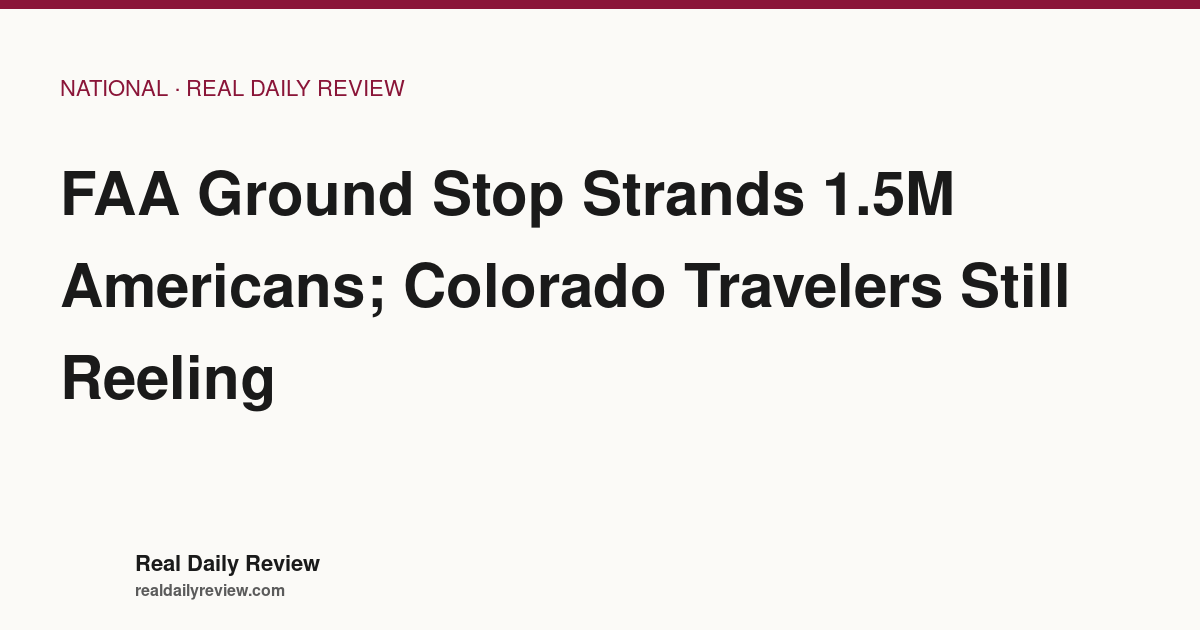 NATIONAL · REAL DAILY REVIEW
FAA Ground Stop Strands 1.5M
Americans; Colorado Travelers Still
Reeling
Real Daily Review
realdailyreview.com